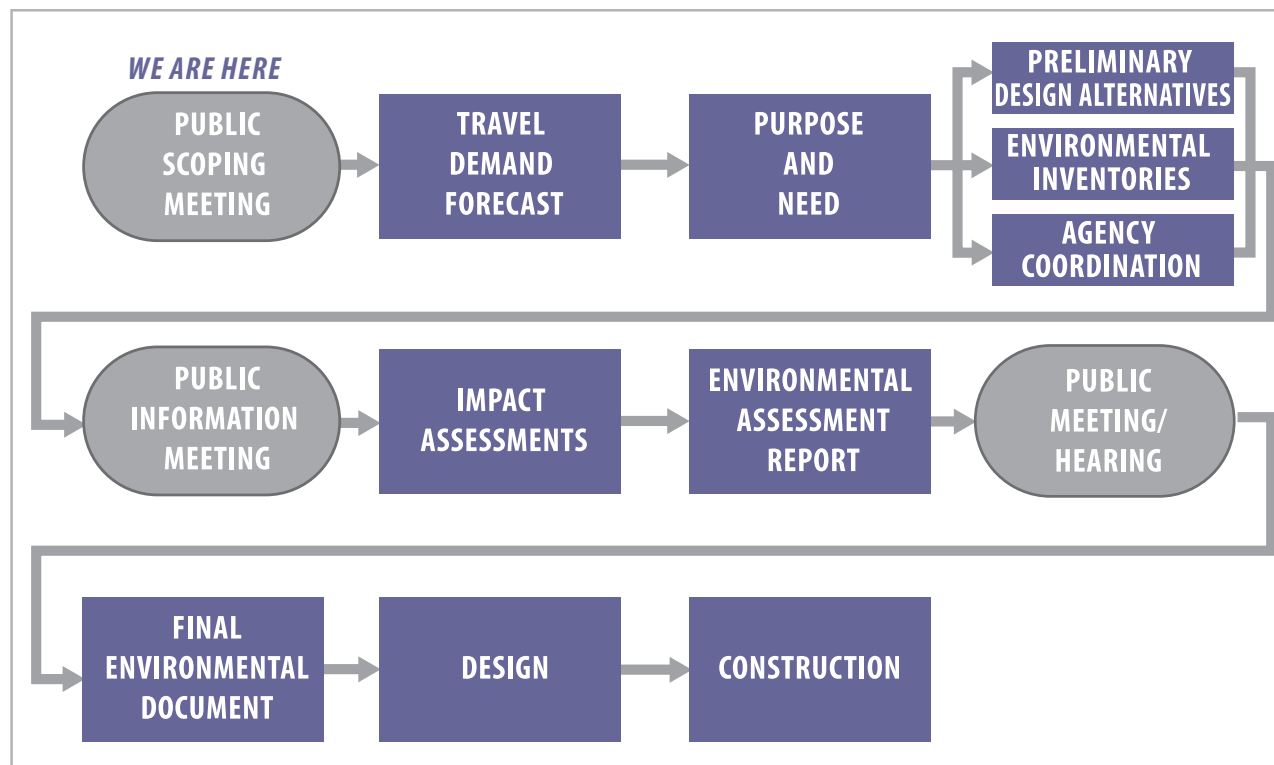 WE ARE HERE
PUBLIC
SCOPING
MEETING
TRAVEL
DEMAND
FORECAST
PURPOSE
AND
NEED
PRELIMINARY
DESIGN ALTERNATIVES
ENVIRONMENTAL
INVENTORIES
AGENCY
COORDINATION
PUBLIC
INFORMATION
MEETING
IMPACT
ASSESSMENTS
ENVIRONMENTAL
ASSESSMENT
REPORT
PUBLIC
MEETING/
HEARING
FINAL
ENVIRONMENTAL
DOCUMENT
DESIGN
CONSTRUCTION